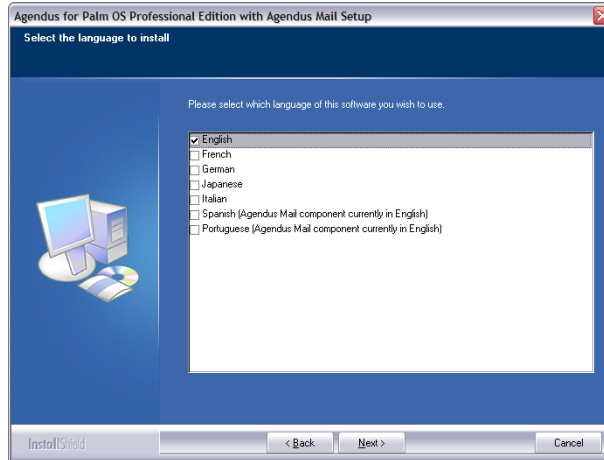 Agendus for Palm OS Professional Edition with Agendus Mail Setup
Select the language to install
Please select which language of this software you wish to use.
English
French
German
Japanese
Italian
Spanish (Agendus Mail component currently in English)
Portuguese (Agendus Mail component currently in English)
InstallShield
< Back
Next >
Cancel